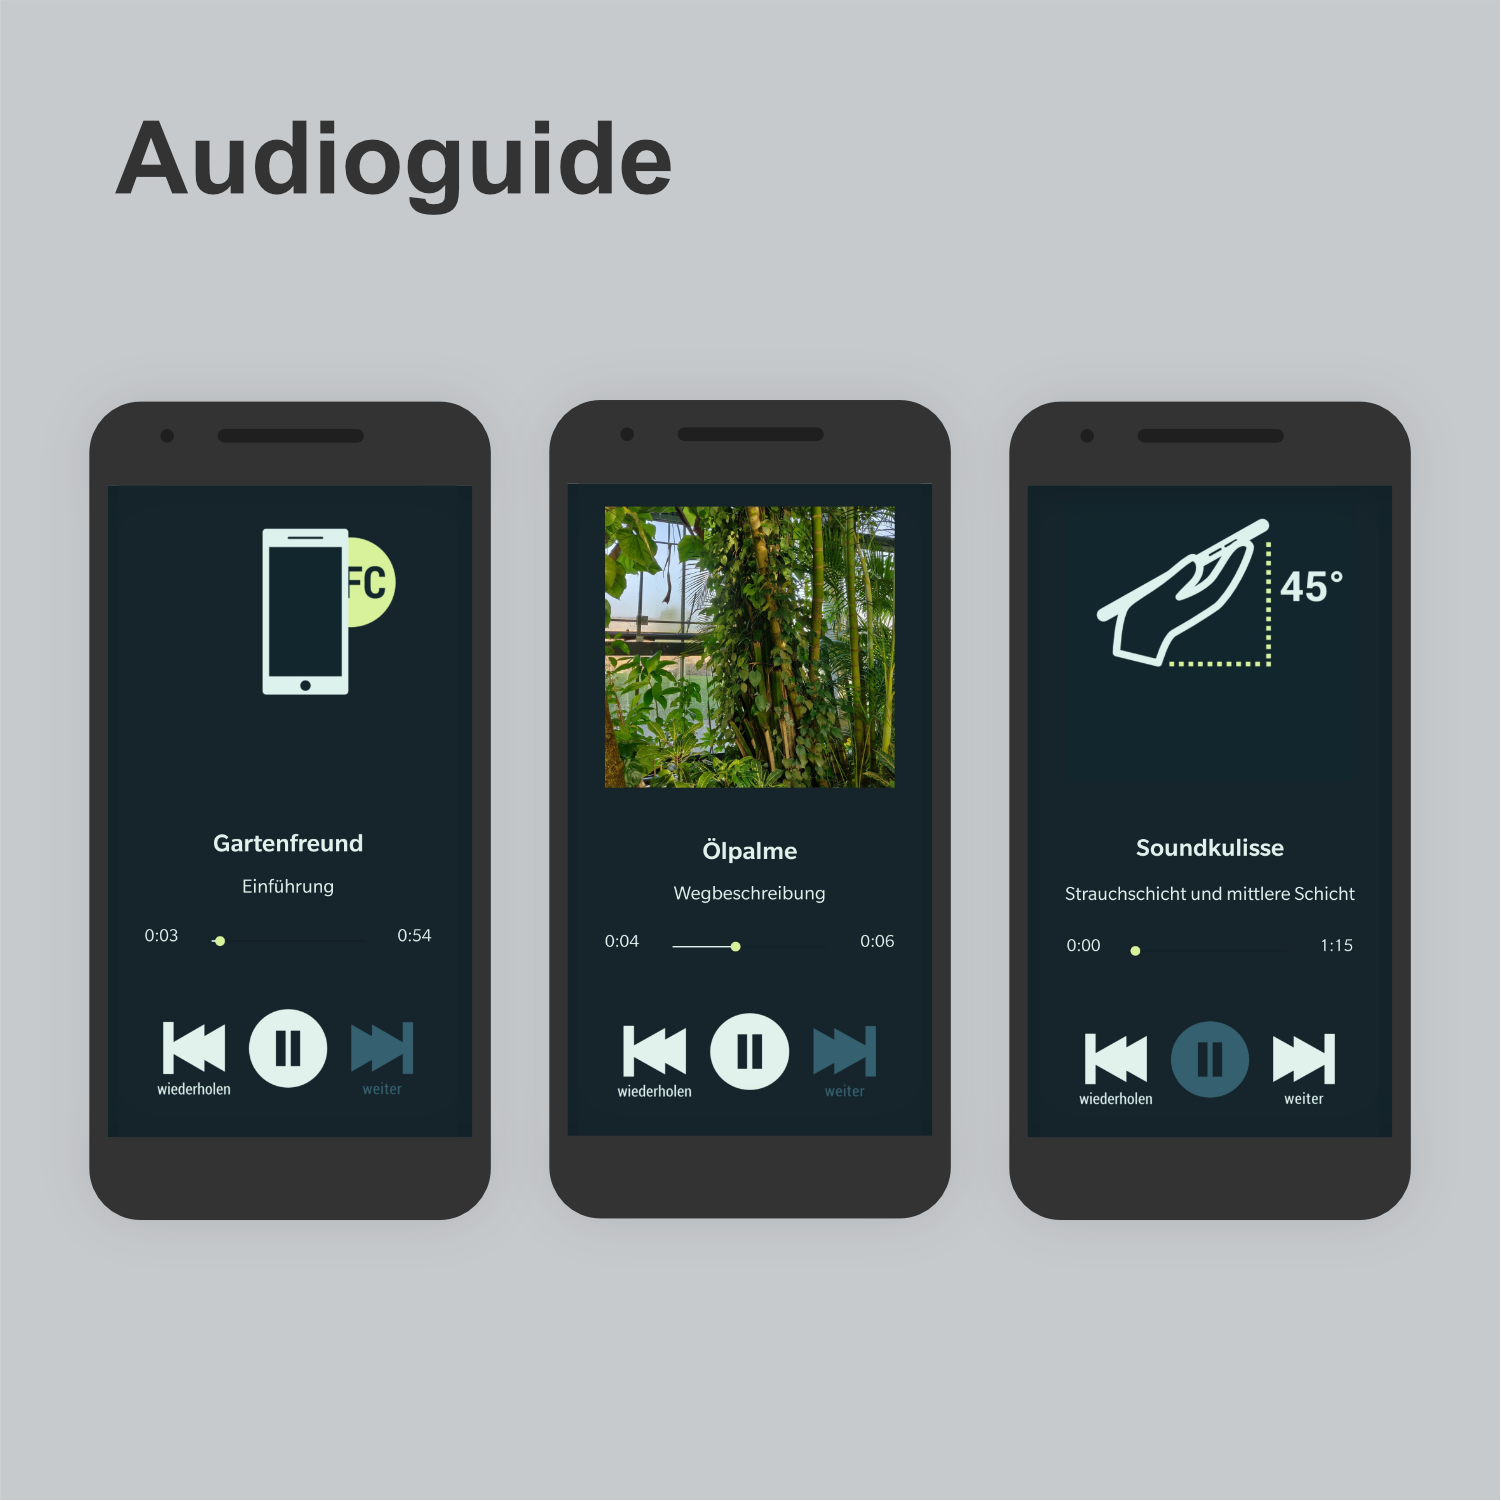 Audioguide
FC
Gartenfreund
Einführung
0:03 0:54
wiederholen weiter
Ölpalme
Wegbeschreibung
0:04 0:06
wiederholen weiter
45°
Soundkulisse
Strauchschicht und mittlere Schicht
0:00 1:15
wiederholen weiter